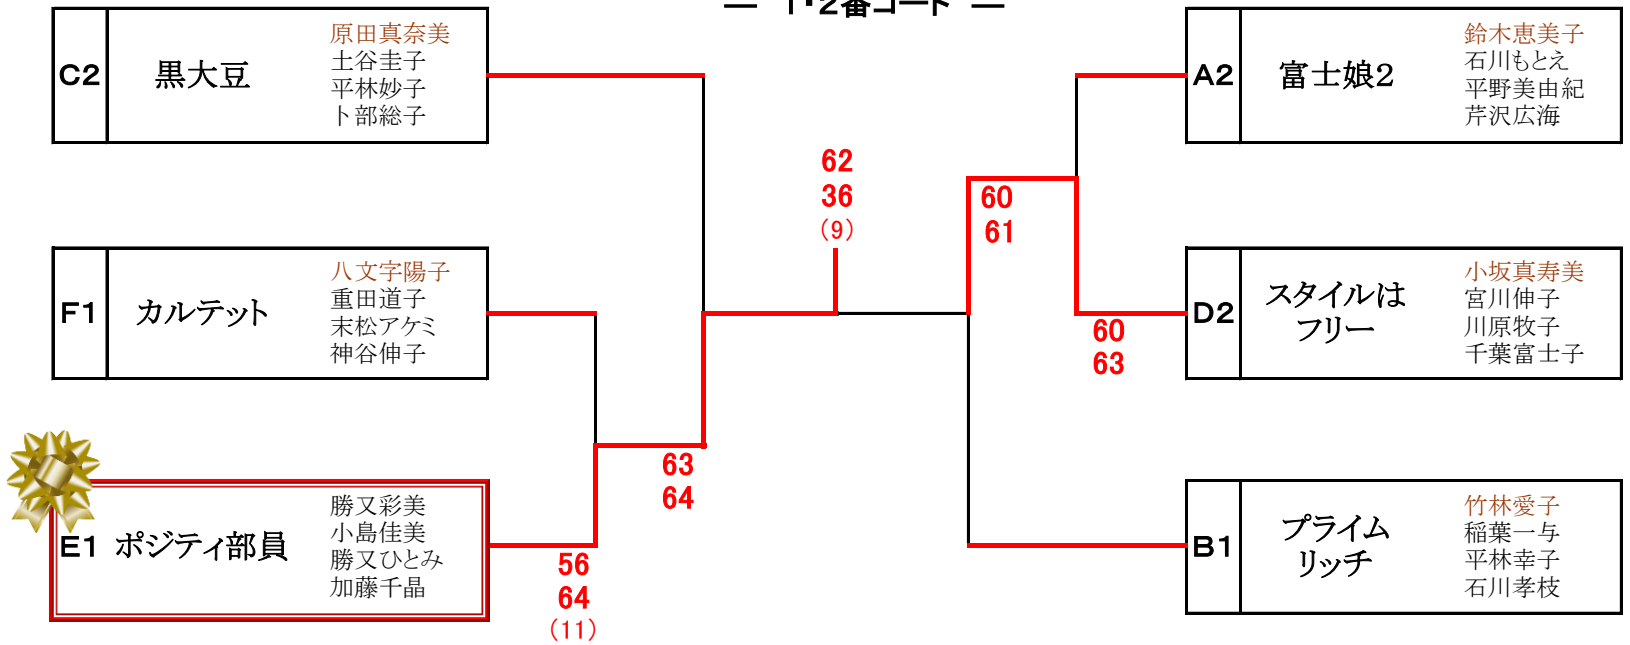 ― 1・2番コート ―
C2
黒大豆
原田真奈美
土谷圭子
平林妙子
卜部総子
F1
カルテット
八文字陽子
重田道子
末松アケミ
神谷伸子
E1
ポジティ部員
勝又彩美
小島佳美
勝又ひとみ
加藤千晶
56
64
(11)
63
64
62
36
(9)
60
61
60
63
A2
富士娘2
鈴木恵美子
石川もとえ
平野美由紀
芹沢広海
D2
スタイルは
フリー
小坂真寿美
宮川伸子
川原牧子
千葉富士子
B1
プライム
リッチ
竹林愛子
稲葉一与
平林幸子
石川孝枝